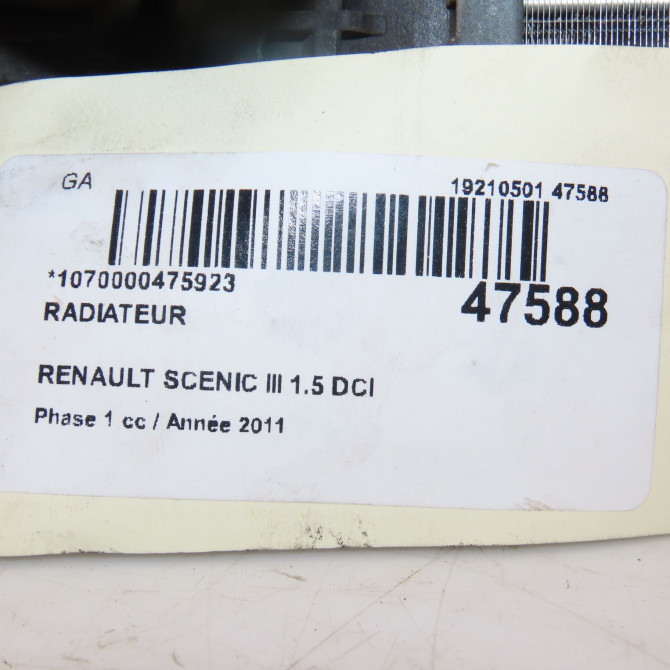 GA
19210501 47588
*1070000475923
47588
RADIATEUR
RENAULT SCENIC III 1.5 DCI
Phase 1 cc / Année 2011